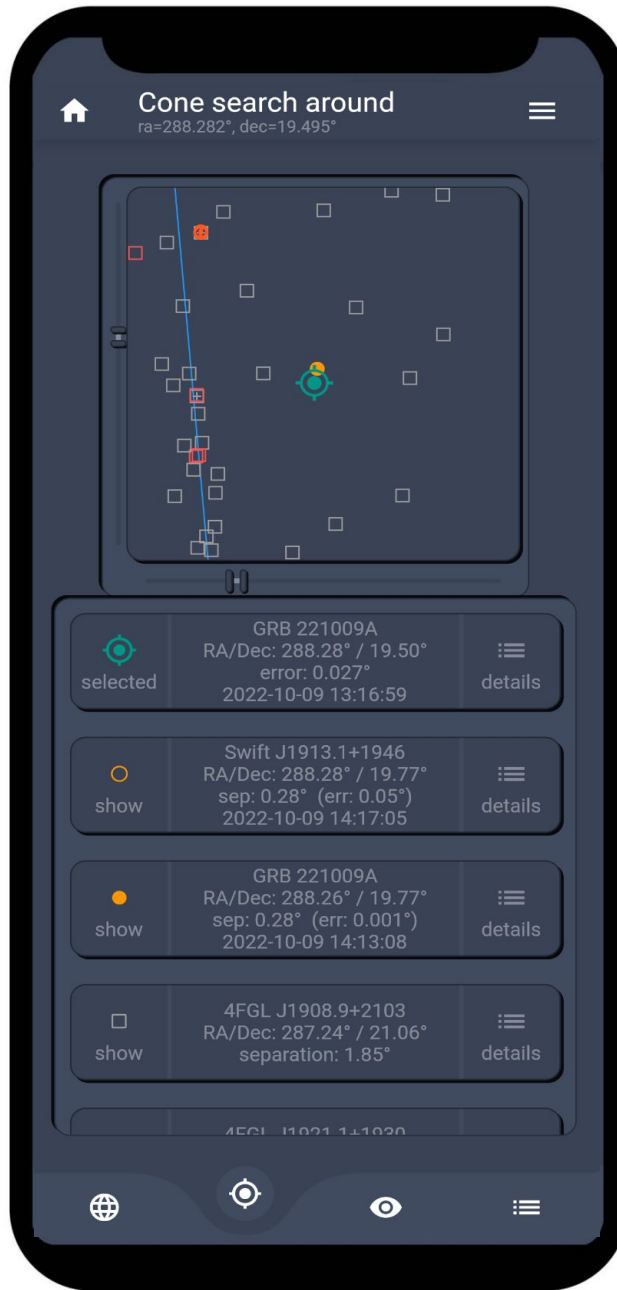 Cone search around
ra=288.282°, dec=19.495°
GRB 221009A
RA/Dec: 288.28° / 19.50°
error: 0.027°
2022-10-09 13:16:59
selected
details
Swift J1913.1+1946
RA/Dec: 288.28° / 19.77°
sep: 0.28° (err: 0.05°)
2022-10-09 14:17:05
show
details
GRB 221009A
RA/Dec: 288.26° / 19.77°
sep: 0.28° (err: 0.001°)
2022-10-09 14:13:08
show
details
4FGL J1908.9+2103
RA/Dec: 287.24° / 21.06°
separation: 1.85°
show
details
4FGL J1921.1+1930